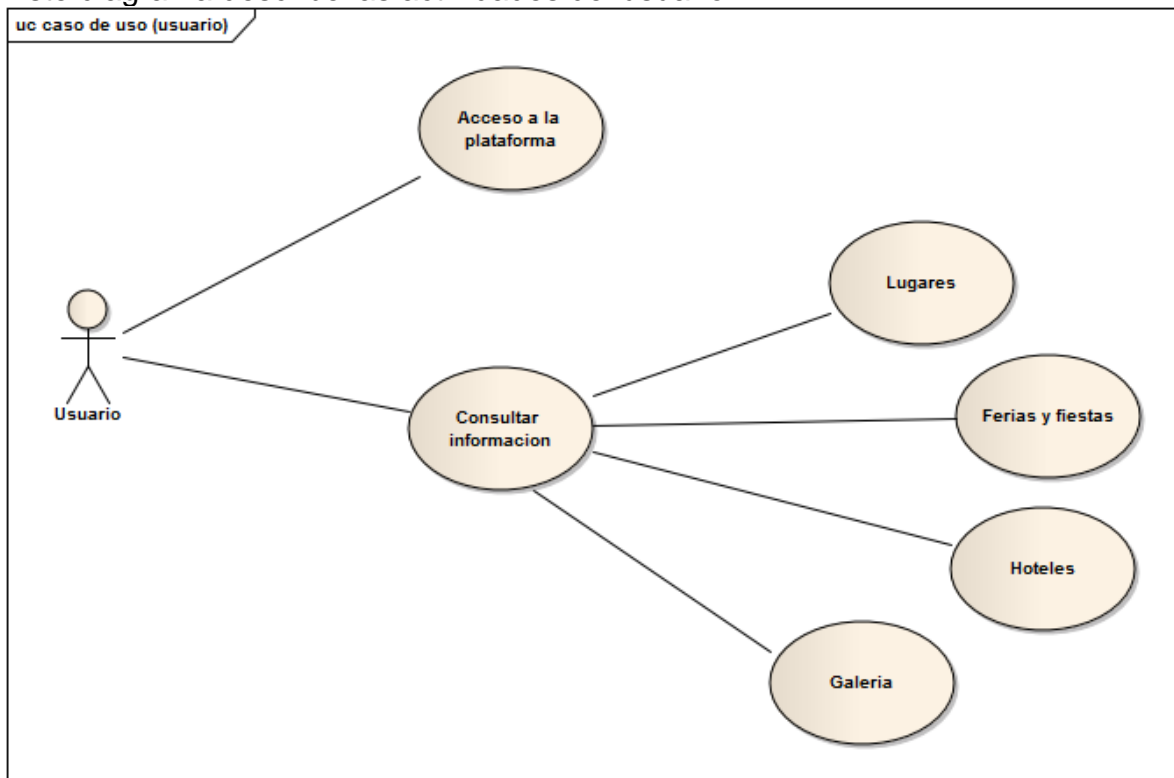 uc caso de uso (usuario)
Acceso a la
plataforma
Lugares
Ferias y fiestas
Usuario
Consultar
informacion
Hoteles
Galeria